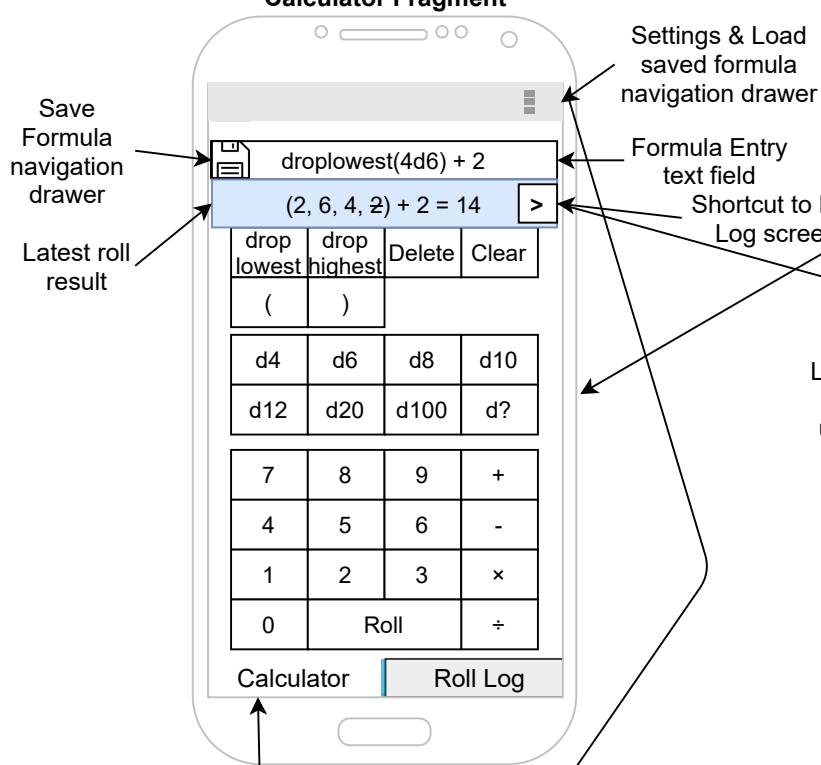 Calculator Fragment
Settings & Load
saved formula
navigation drawer
Save
Formula
navigation
drawer
droplowest(4d6) + 2
Formula Entry
text field
(2, 6, 4, 2) + 2 = 14 >
Shortcut to
Log
Latest roll
result
drop lowest drop highest Delete Clear
( )
d4 d6 d8 d10
d12 d20 d100 d?
7 8 9 +
4 5 6 -
1 2 3 ×
0 Roll ÷
Calculator Roll Log